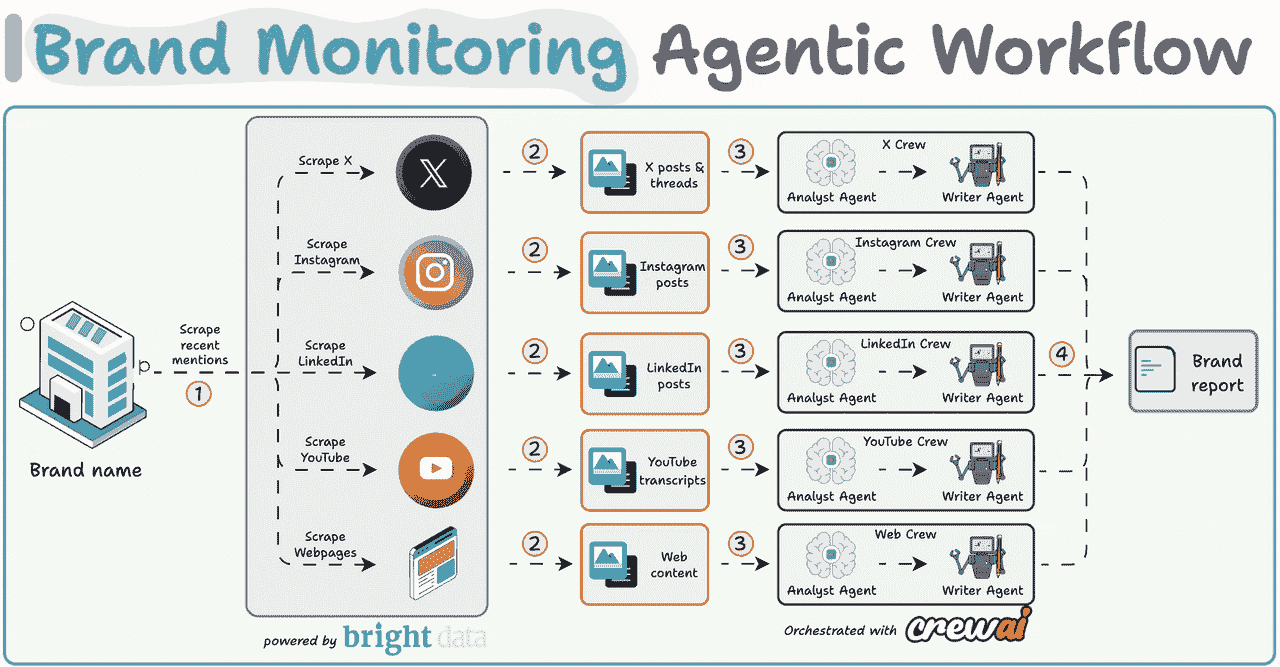 Brand Monitoring Agentic Workflow
Brand name
Scrape
recent
mentions
1
Scrape X
X
2
X posts &
threads
3
X Crew
Analyst Agent
Writer Agent
Scrape
Instagram
2
Instagram
posts
3
Instagram Crew
Analyst Agent
Writer Agent
Scrape
LinkedIn
2
LinkedIn
posts
3
LinkedIn Crew
Analyst Agent
Writer Agent
4
Brand
report
Scrape
YouTube
2
YouTube
transcripts
3
YouTube Crew
Analyst Agent
Writer Agent
Scrape
Webpages
2
Web
content
3
Web Crew
Analyst Agent
Writer Agent
powered by bright data
Orchestrated with crewai